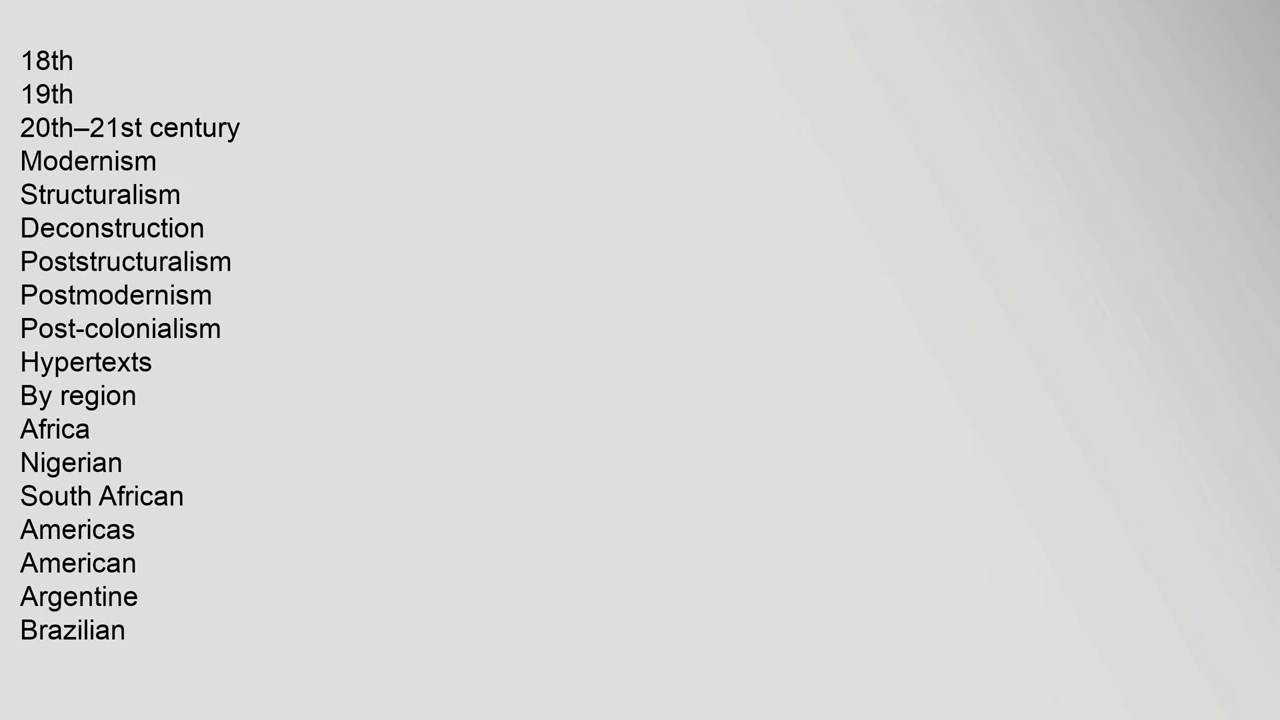 18th
19th
20th–21st century
Modernism
Structuralism
Deconstruction
Poststructuralism
Postmodernism
Post-colonialism
Hypertexts
By region
Africa
Nigerian
South African
Americas
American
Argentine
Brazilian